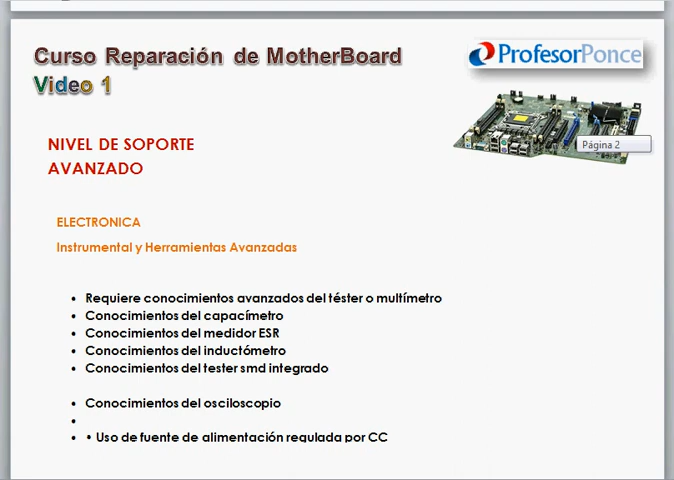 Curso Reparación de MotherBoard
Video 1
ProfesorPonce
Página 2
NIVEL DE SOPORTE
AVANZADO
ELECTRONICA
Instrumental y Herramientas Avanzadas
• Requiere conocimientos avanzados del téster o multímetro
• Conocimientos del capacímetro
• Conocimientos del medidor ESR
• Conocimientos del inductómetro
• Conocimientos del tester smd integrado
• Conocimientos del osciloscopio
•
• • Uso de fuente de alimentación regulada por CC